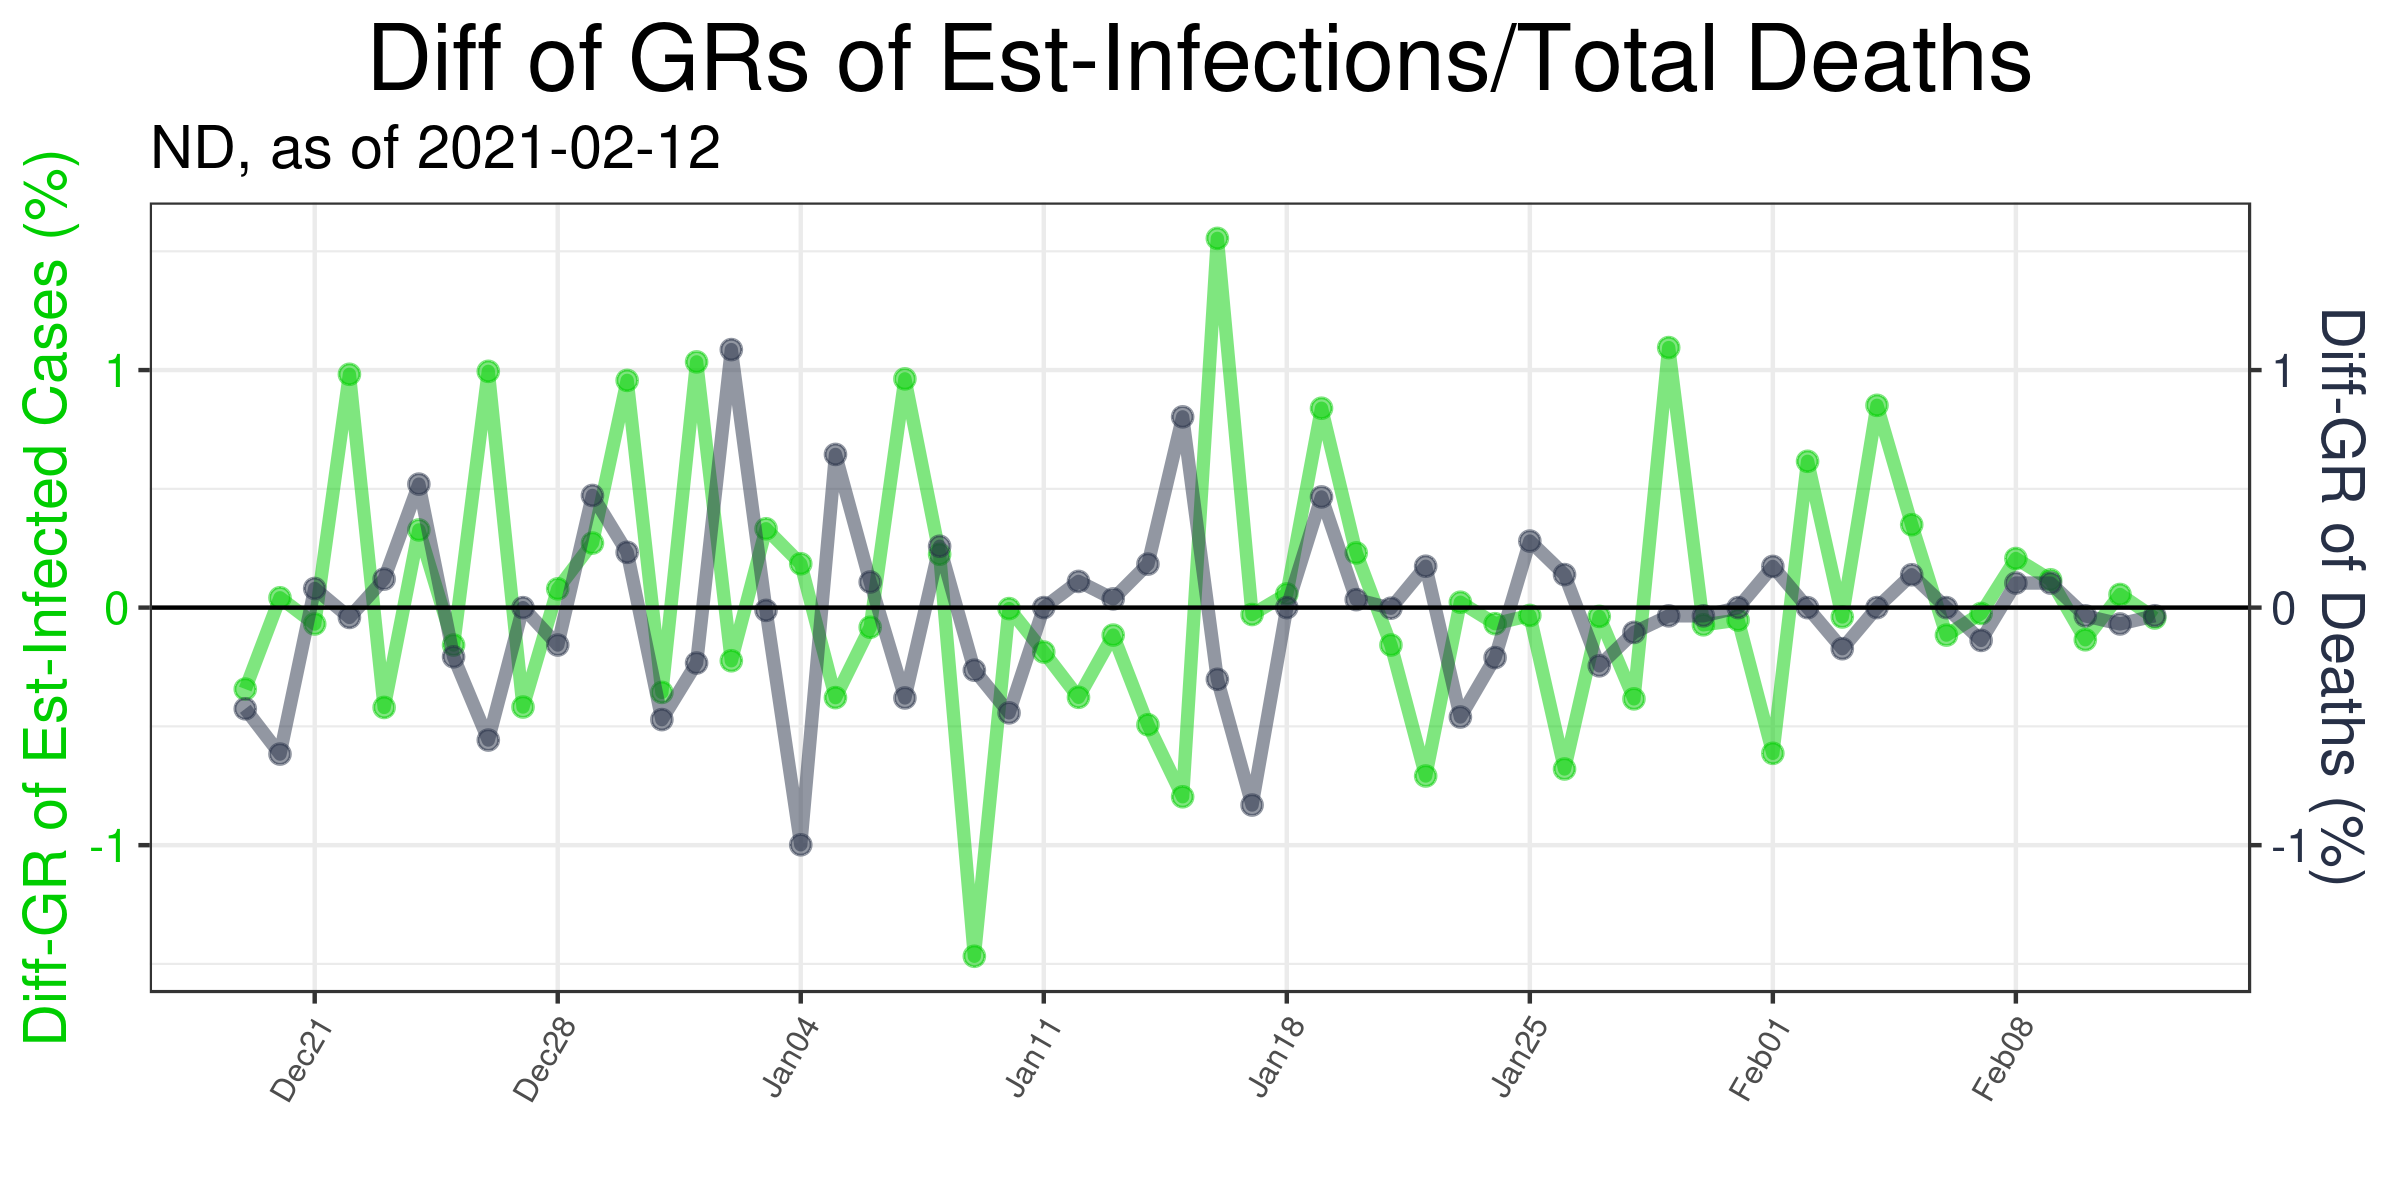 Diff of GRs of Est-Infections/Total Deaths
ND, as of 2021-02-12
Diff-GR of Est-Infected Cases (%)
1
0
-1
1
0
-1
Diff-GR of Deaths (%)
Dec21
Dec28
Jan04
Jan11
Jan18
Jan25
Feb01
Feb08